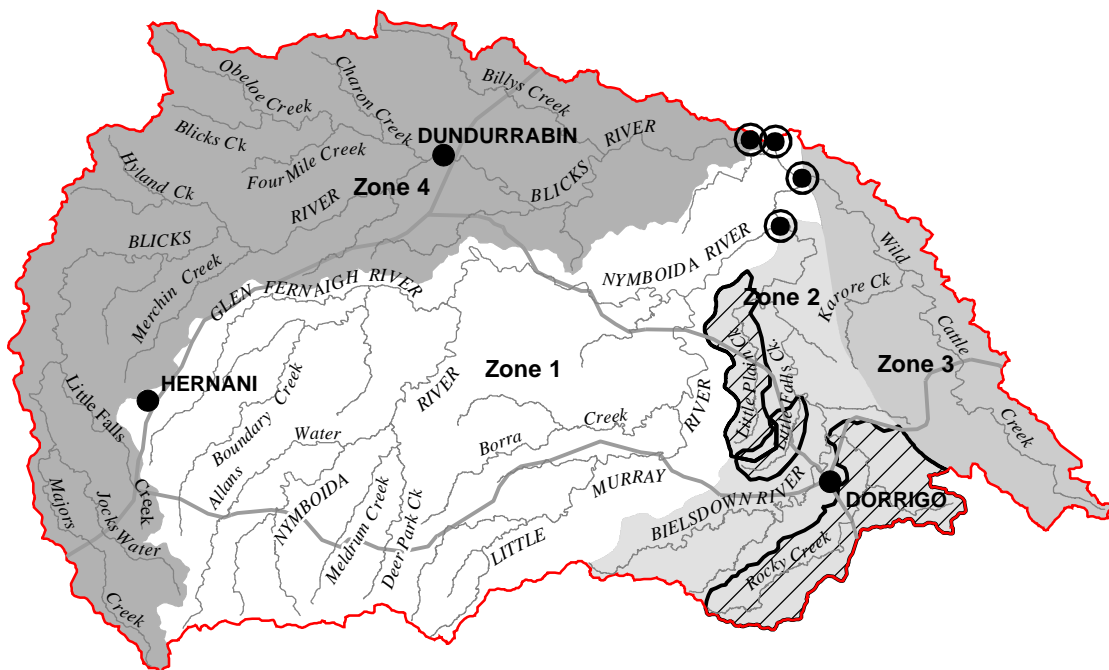 Obeloe Creek
Charon Creek
Billys Creek
Blicks Ck
DUNDURRABIN
RIVER
Hyland Ck
Four Mile Creek
Zone 4
BLICKS
RIVER
BLICKS
Merchin Creek
GLEN FERNAIGH RIVER
NYMBOIDA RIVER
Wild
Karore Ck
Zone 2
Cattle
Zone 1
Zone 3
HERNANI
Little Falls
Boundary Creek
RIVER
RIVER
Little Plain Ck
Little Falls Ck.
Creek
Borra
Creek
Water
Allans
NYMBOIDA
MURRAY
BIELSDOWN RIVER
DORRIGO
Majors
Jocks Water
Creek
Meldrum Creek
Deer Park Ck
LITTLE
Rocky Creek
Creek